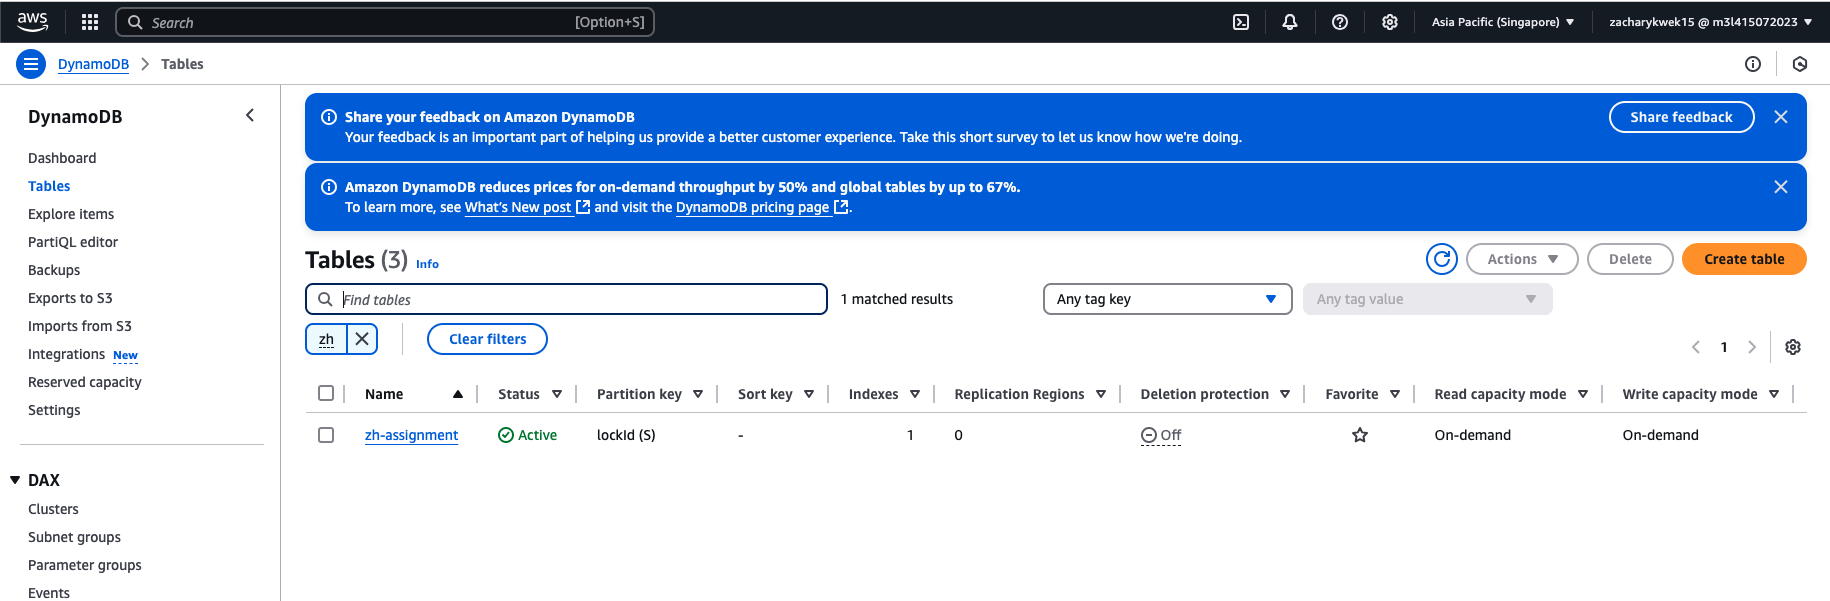 aws
Search [Option+S] Asia Pacific (Singapore) zacharykwek15 @ m3l415072023
DynamoDB Tables
DynamoDB
Dashboard
Tables
Explore items
PartiQL editor
Backups
Exports to S3
Imports from S3
Integrations New
Reserved capacity
Settings
DAX
Clusters
Subnet groups
Parameter groups
Events
Share your feedback on Amazon DynamoDB
Your feedback is an important part of helping us provide a better customer experience. Take this short survey to let us know how we're doing.
Share feedback
Amazon DynamoDB reduces prices for on-demand throughput by 50% and global tables by up to 67%.
To learn more, see What's New post and visit the DynamoDB pricing page.
Tables (3) Info
Actions Delete Create table
Find tables 1 matched results Any tag key Any tag value
zh Clear filters
1
Name Status Partition key Sort key Indexes Replication Regions Deletion protection Favorite Read capacity mode Write capacity mode
zh-assignment Active lockId (S) - 1 0 Off On-demand On-demand